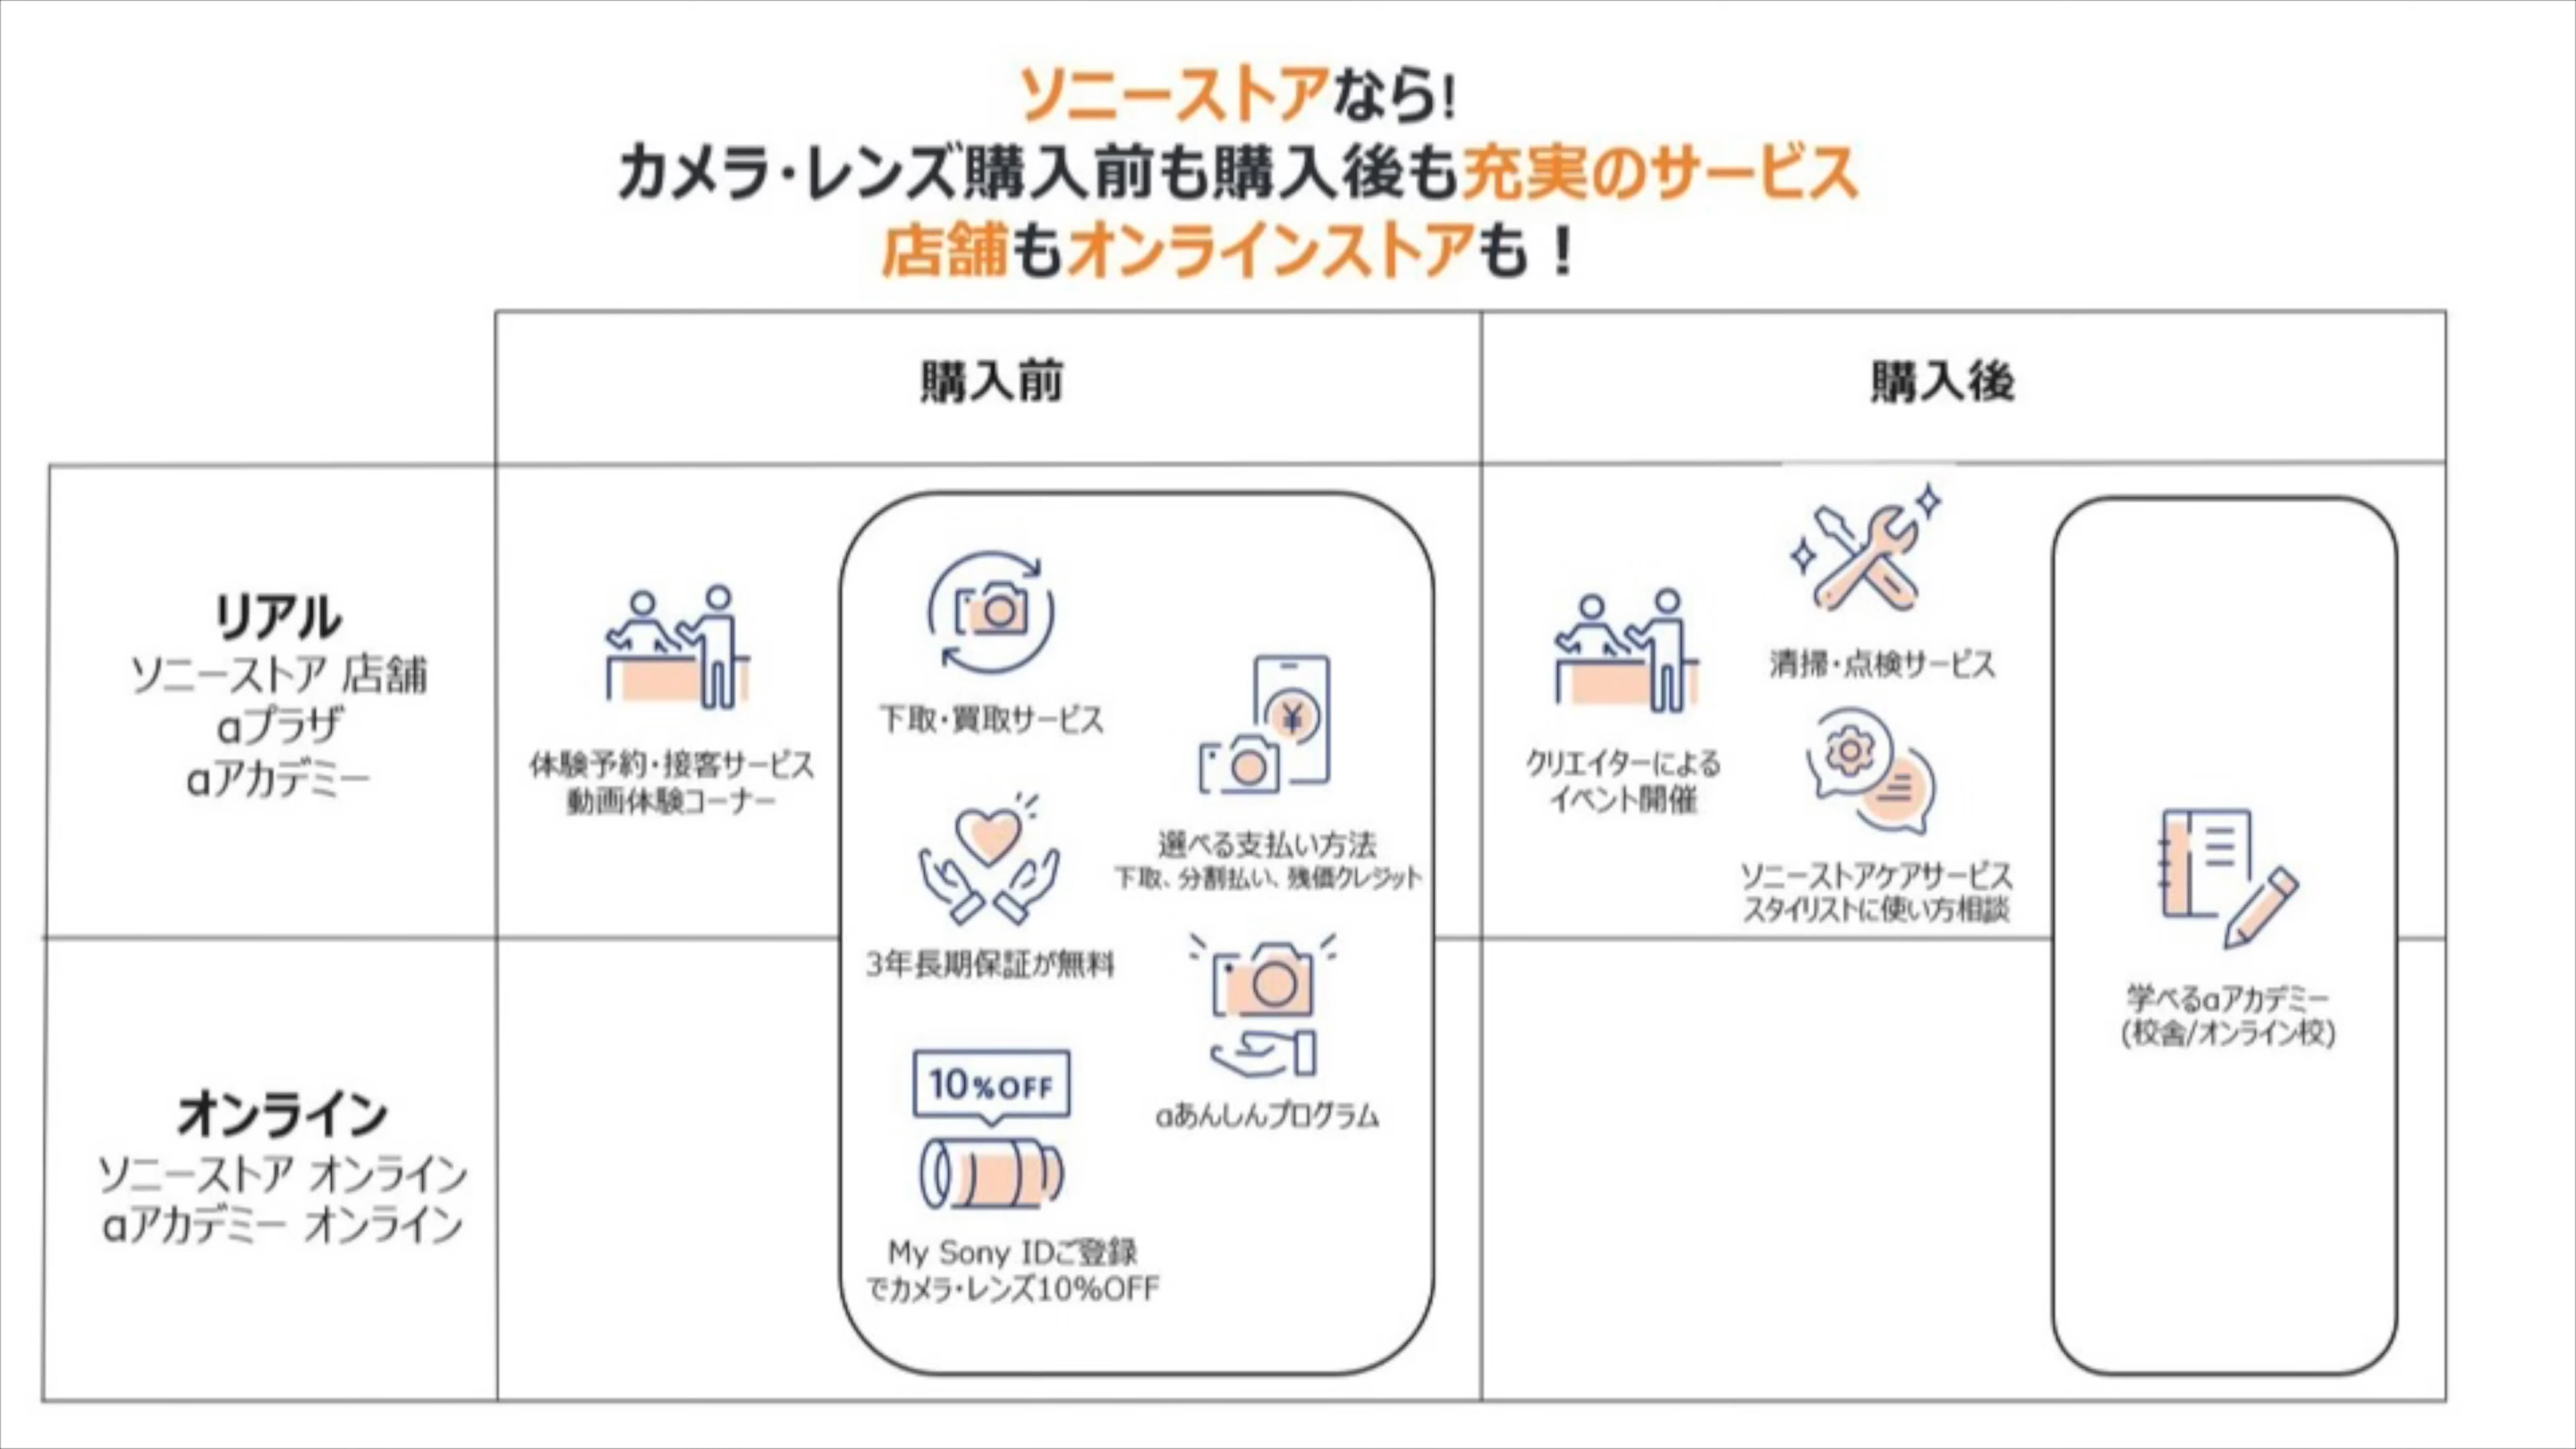 ソニーストアなら!
カメラ・レンズ購入前も購入後も充実のサービス
店舗もオンラインストアも！
購入前
購入後
リアル
ソニーストア 店舗
αプラザ
αアカデミー
体験予約・接客サービス
動画体験コーナー
下取・買取サービス
選べる支払い方法
下取、分割払い、残価クレジット
3年長期保証が無料
αあんしんプログラム
10%OFF
My Sony IDご登録
でカメラ・レンズ10%OFF
クリエイターによる
イベント開催
清掃・点検サービス
ソニーストアケアサービス
スタイリストに使い方相談
学べるαアカデミー
(校舎/オンライン校)
オンライン
ソニーストア オンライン
αアカデミー オンライン